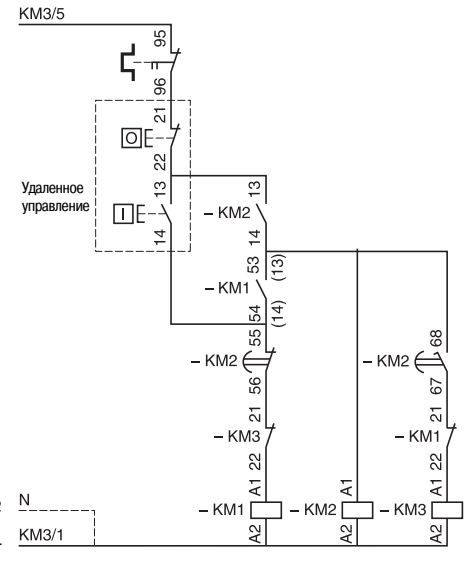 KM3/5
95
96
21
O
22
Удаленное
управление
13
I
14
13
– KM2
14
53
(13)
– KM1
54
(14)
55
– KM2
56
68
– KM2
67
21
– KM3
22
21
– KM1
22
A1
– KM1
A2
A1
– KM2
A2
A1
– KM3
A2
N
KM3/1